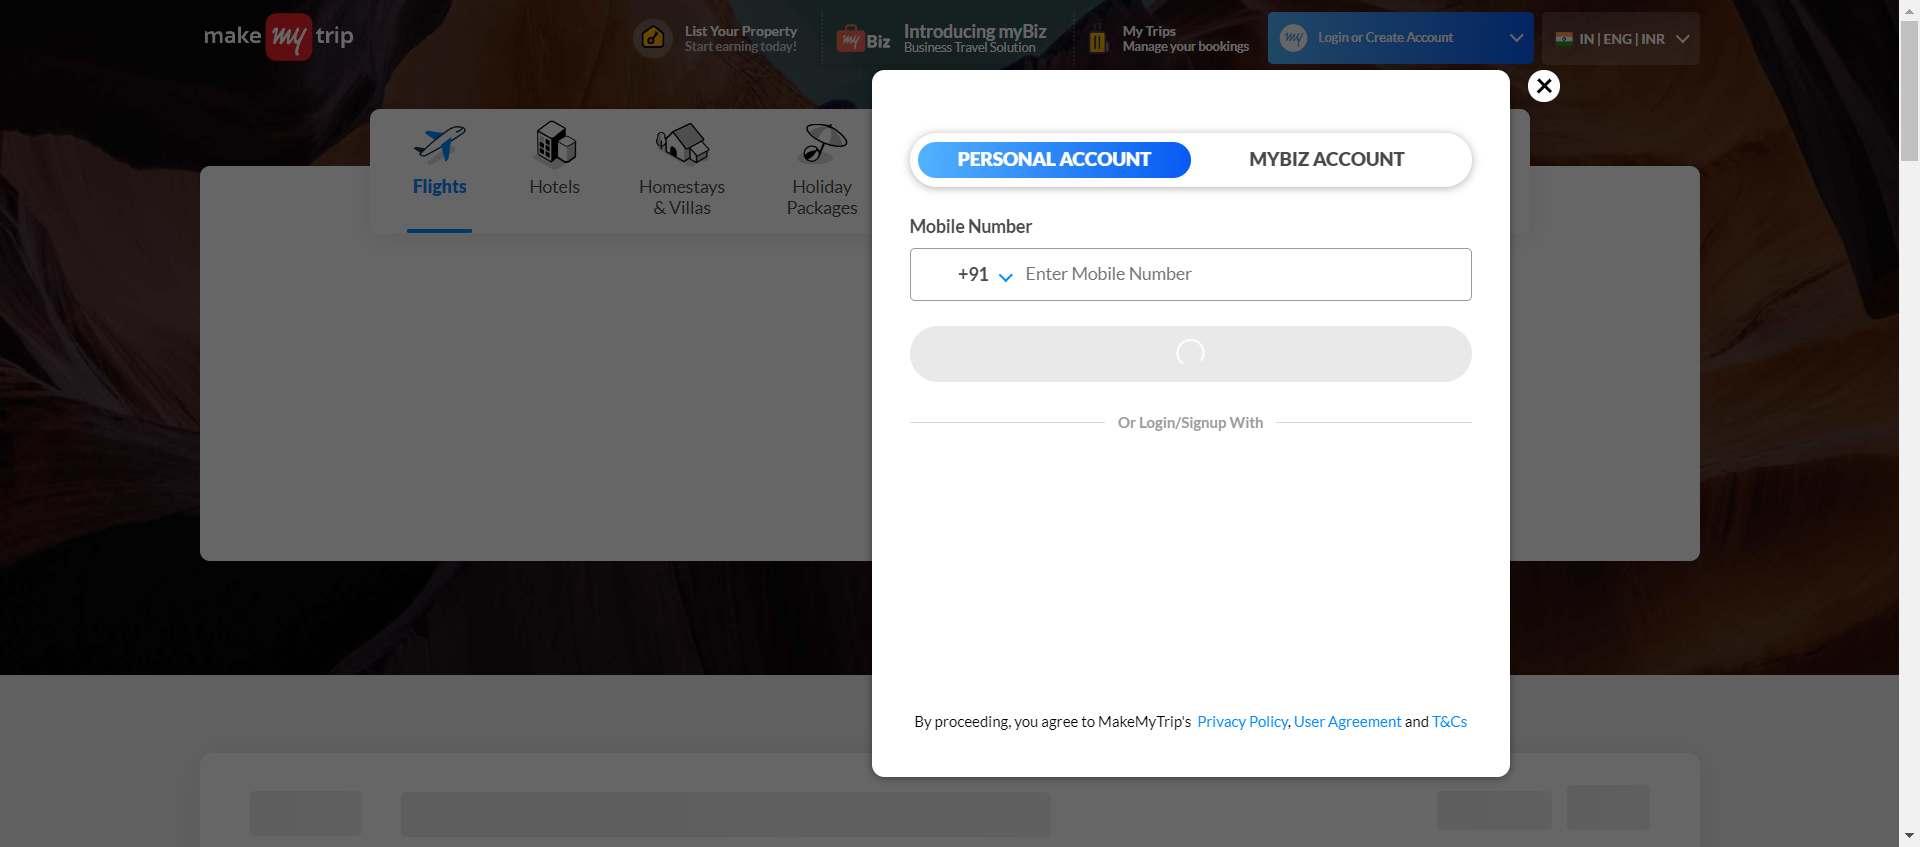 make my trip
List Your Property
Start earning today!
my Biz
Introducing myBiz
Business Travel Solution
My Trips
Manage your bookings
my
Login or Create Account
IN | ENG | INR
Flights
Hotels
Homestays
& Villas
Holiday
Packages
PERSONAL ACCOUNT
MYBIZ ACCOUNT
Mobile Number
+91
Enter Mobile Number
Or Login/Signup With
By proceeding, you agree to MakeMyTrip's Privacy Policy, User Agreement and T&Cs